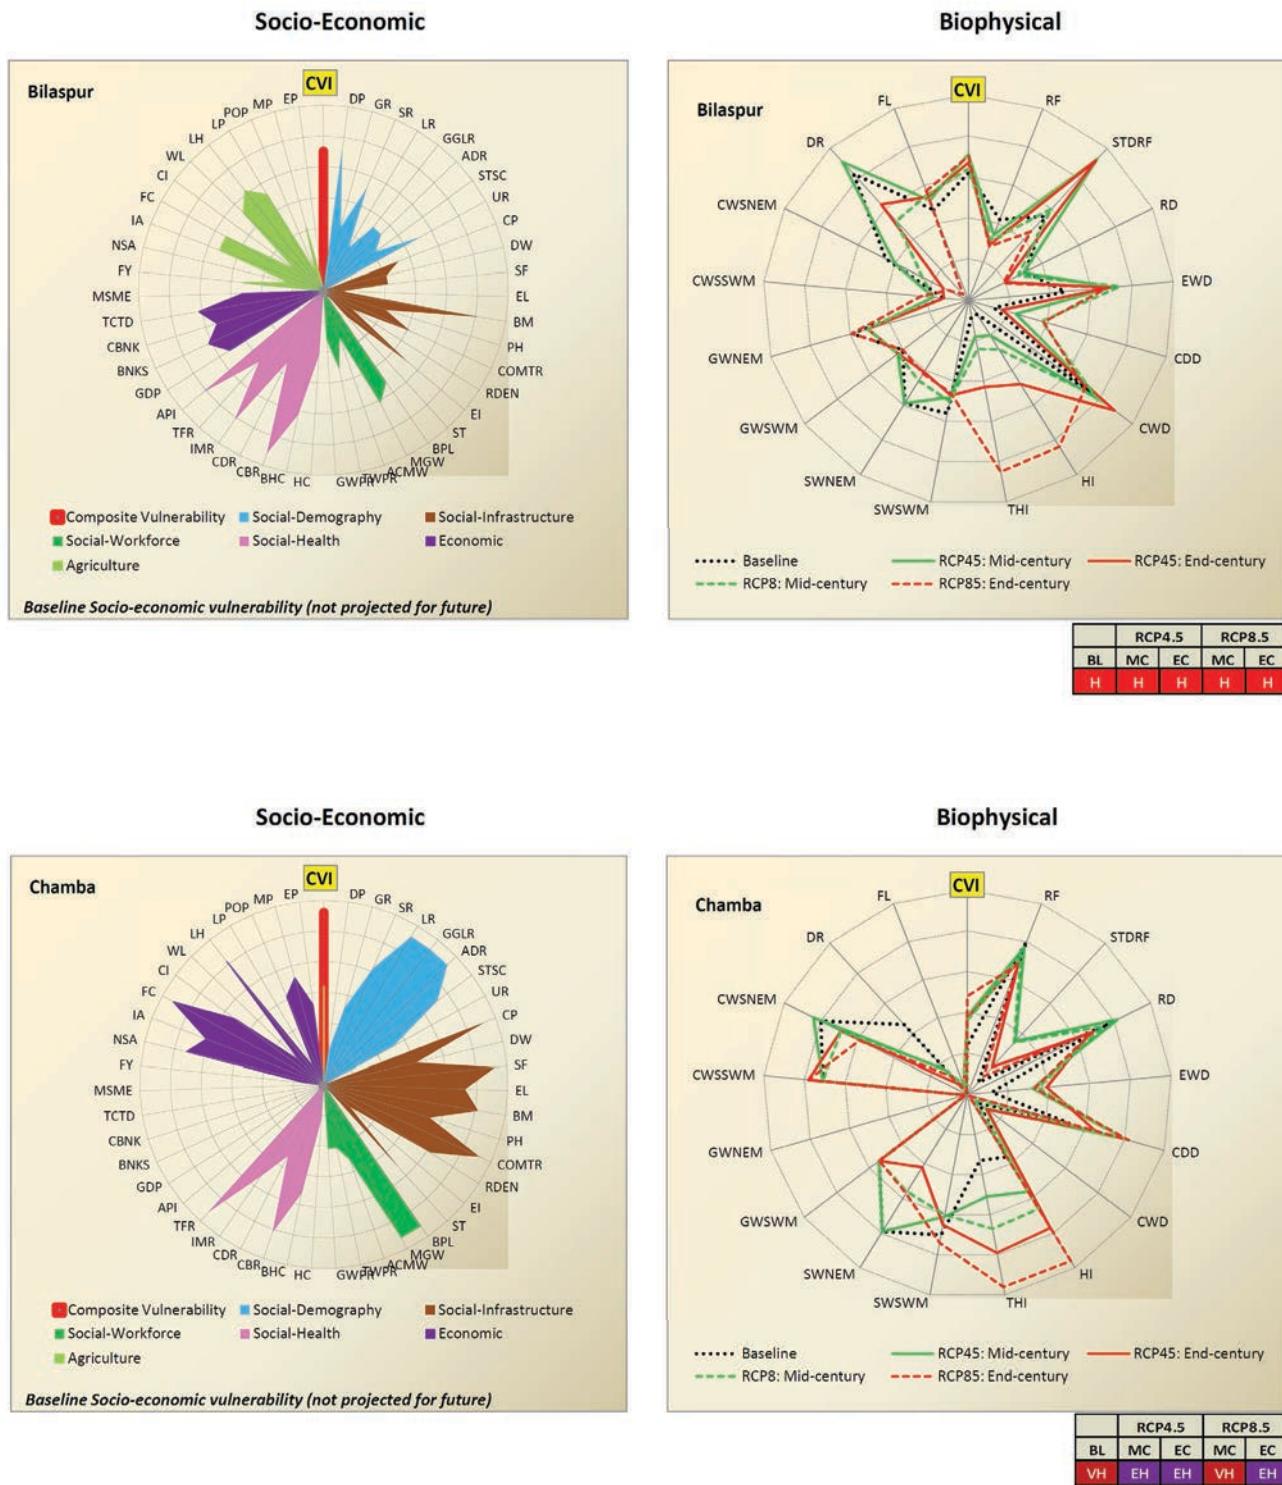 Socio-Economic
Biophysical
Bilaspur
CVI
DP
GR
SR
LR
GGLR
ADR
STSC
UR
CP
DW
SF
EL
BM
PH
COMTR
RDEN
EI
ST
BPL
MGW
ACMW
TWPR
GWPR
HC
BHC
CBR
CDR
IMR
TFR
API
GDP
BNKS
CBNK
TCTD
MSME
FY
NSA
IA
FC
CI
WL
LH
LP
POP
MP
EP
Composite Vulnerability
Social-Demography
Social-Infrastructure
Social-Workforce
Social-Health
Economic
Agriculture
Baseline Socio-economic vulnerability (not projected for future)
Bilaspur
CVI
RF
STDRF
RD
EWD
CDD
CWD
HI
THI
SWSWM
SWNEM
GWSWM
GWNEM
CWSSWM
CWSNEM
DR
FL
Baseline
RCP45: Mid-century
RCP45: End-century
RCP8: Mid-century
RCP85: End-century
RCP4.5 RCP8.5
BL MC EC MC EC
H H H H H
Socio-Economic
Biophysical
Chamba
CVI
DP
GR
SR
LR
GGLR
ADR
STSC
UR
CP
DW
SF
EL
BM
PH
COMTR
RDEN
EI
ST
BPL
MGW
ACMW
TWPR
GWPR
HC
BHC
CBR
CDR
IMR
TFR
API
GDP
BNKS
CBNK
TCTD
MSME
FY
NSA
IA
FC
CI
WL
LH
LP
POP
MP
EP
Composite Vulnerability
Social-Demography
Social-Infrastructure
Social-Workforce
Social-Health
Economic
Agriculture
Baseline Socio-economic vulnerability (not projected for future)
Chamba
CVI
RF
STDRF
RD
EWD
CDD
CWD
HI
THI
SWSWM
SWNEM
GWSWM
GWNEM
CWSSWM
CWSNEM
DR
FL
Baseline
RCP45: Mid-century
RCP45: End-century
RCP8: Mid-century
RCP85: End-century
RCP4.5 RCP8.5
BL MC EC MC EC
VH EH EH VH EH